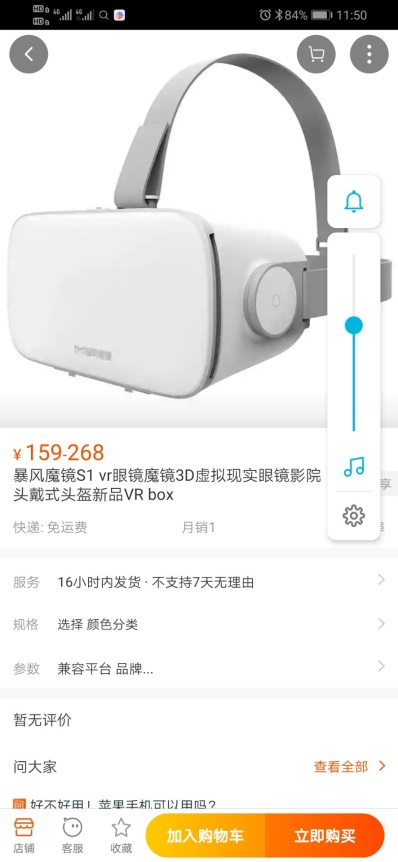 84%
11:50
¥ 159-268
暴风魔镜S1 vr眼镜魔镜3D虚拟现实眼镜影院
头戴式头盔新品VR box
享
快递: 免运费
月销1
服务 16小时内发货 · 不支持7天无理由
规格 选择 颜色分类
参数 兼容平台 品牌...
暂无评价
问大家 查看全部
问 好不好用！苹果手机可以用吗?
店铺 客服 收藏 加入购物车 立即购买